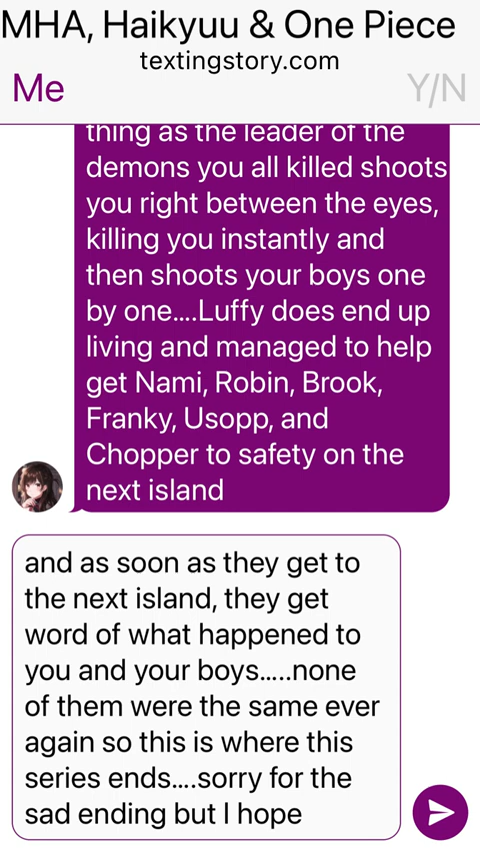 MHA, Haikyuu & One Piece
textingstory.com
Me
Y/N
thing as the leader of the
demons you all killed shoots
you right between the eyes,
killing you instantly and
then shoots your boys one
by one....Luffy does end up
living and managed to help
get Nami, Robin, Brook,
Franky, Usopp, and
Chopper to safety on the
next island
and as soon as they get to
the next island, they get
word of what happened to
you and your boys.....none
of them were the same ever
again so this is where this
series ends....sorry for the
sad ending but I hope